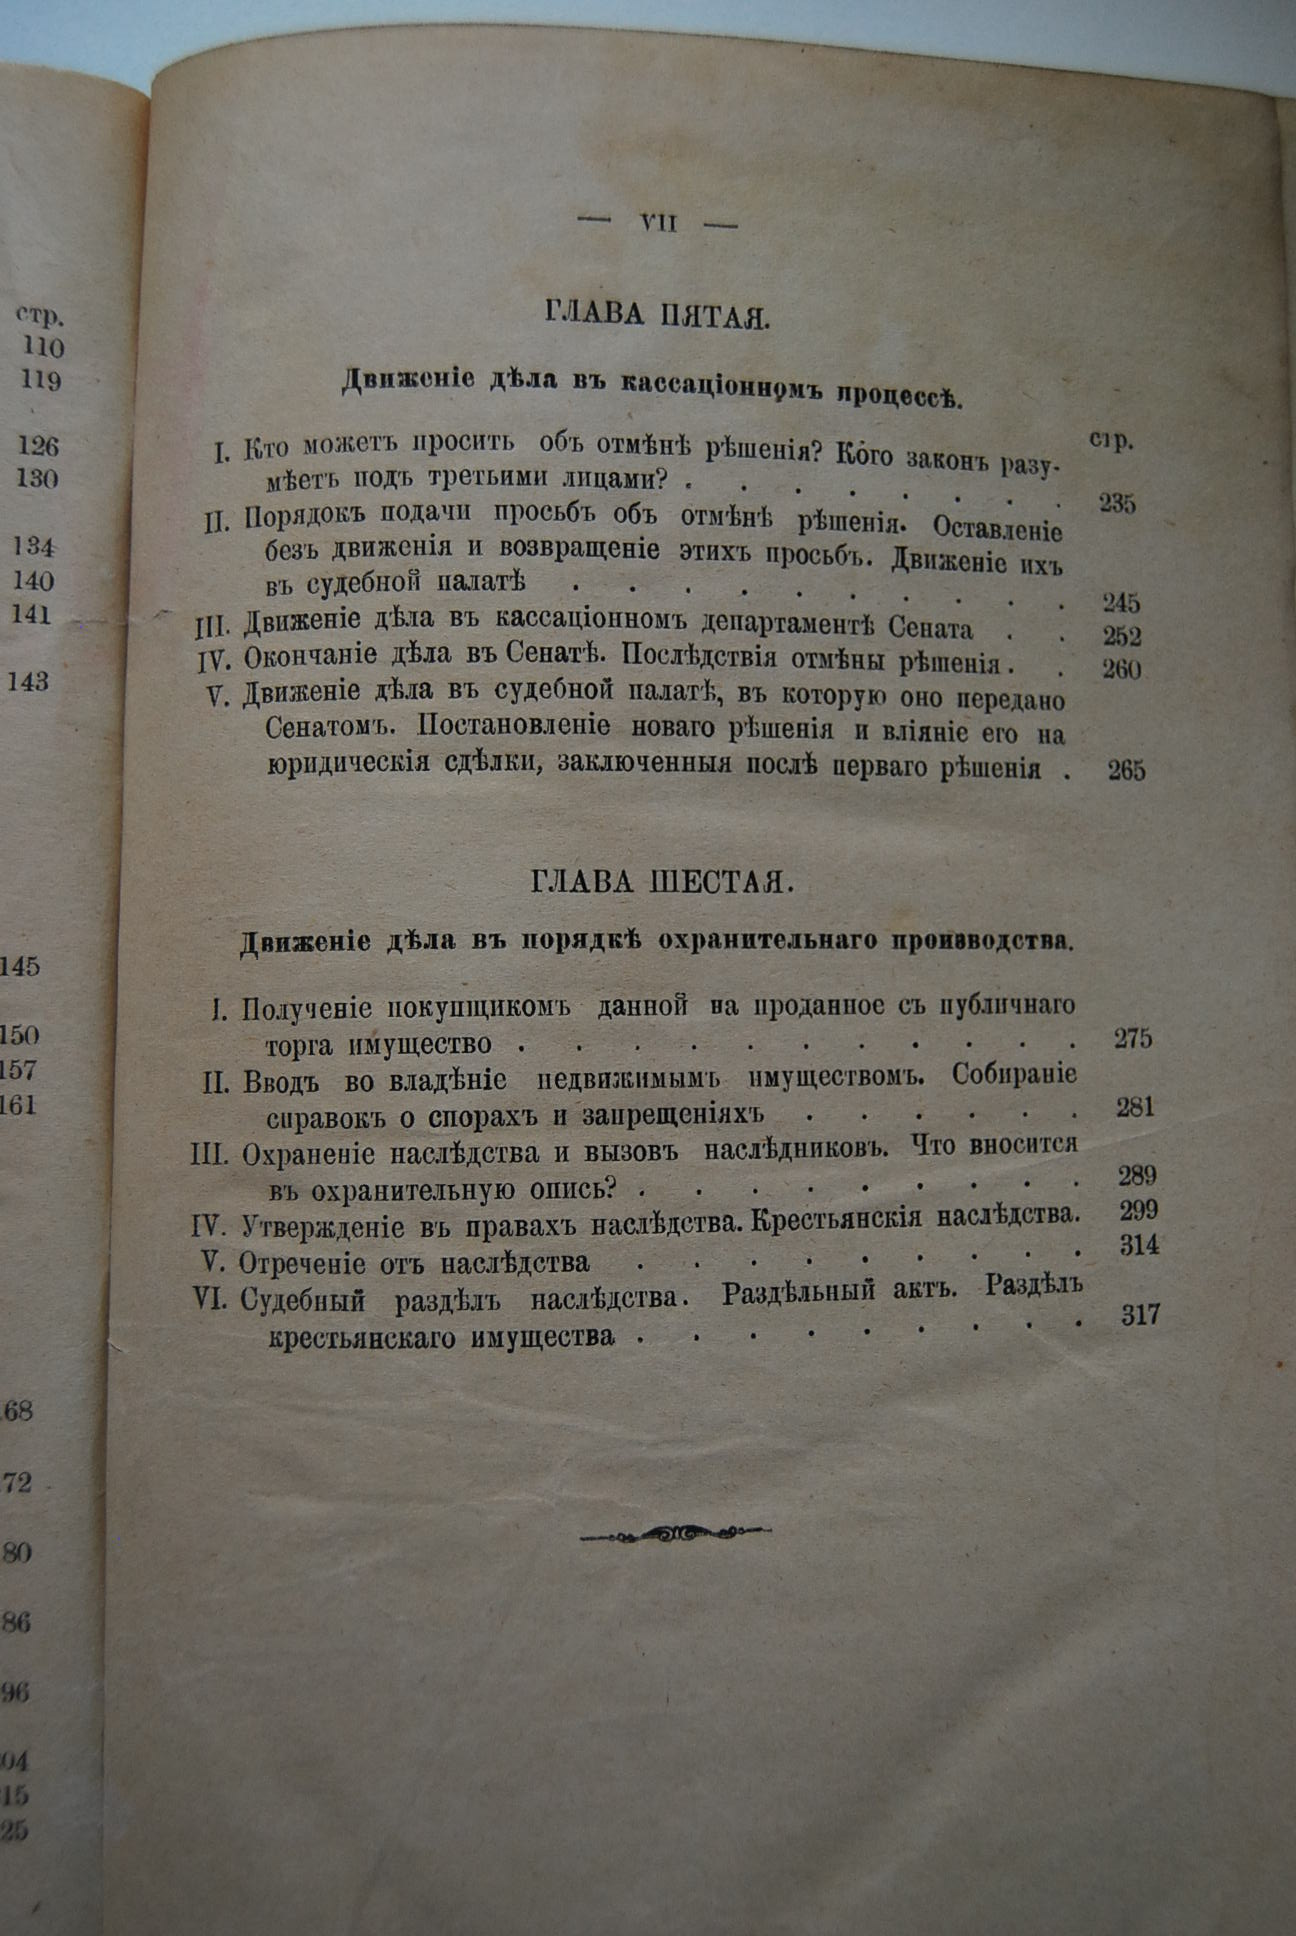 стр.
110
119
126
130
134
140
141
143
145
150
157
161
68
72
80
86
96
04
15
25
— VII —
ГЛАВА ПЯТАЯ.
Движеніе дѣла въ кассаціонномъ процессѣ.
стр.
I. Кто можетъ просить объ отмѣнѣ рѣшенія? Кого законъ разу-
мѣетъ подъ третьими лицами? . . . . . . . . 235
II. Порядокъ подачи просьбъ объ отмѣнѣ рѣшенія. Оставленіе
безъ движенія и возвращеніе этихъ просьбъ. Движеніе ихъ
въ судебной палатѣ . . . . . . . . . . 245
III. Движеніе дѣла въ кассаціонномъ департаментѣ Сената . . 252
IV. Окончаніе дѣла въ Сенатѣ. Послѣдствія отмѣны рѣшенія . . 260
V. Движеніе дѣла въ судебной палатѣ, въ которую оно передано
Сенатомъ. Постановленіе новаго рѣшенія и вліяніе его на
юридическія сдѣлки, заключенныя послѣ перваго рѣшенія . 265
ГЛАВА ШЕСТАЯ.
Движеніе дѣла въ порядкѣ охранительнаго производства.
I. Полученіе покупщикомъ данной на проданное съ публичнаго
торга имущество . . . . . . . . . . . 275
II. Вводъ во владѣніе недвижимымъ имуществомъ. Собираніе
справокъ о спорахъ и запрещеніяхъ . . . . . . 281
III. Охраненіе наслѣдства и вызовъ наслѣдниковъ. Что вносится
въ охранительную опись? . . . . . . . . . 289
IV. Утвержденіе въ правахъ наслѣдства. Крестьянскія наслѣдства. 299
V. Отреченіе отъ наслѣдства . . . . . . . . . 314
VI. Судебный раздѣлъ наслѣдства. Раздѣльный актъ. Раздѣлъ
крестьянскаго имущества . . . . . . . . . 317